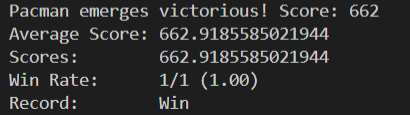 Pacman emerges victorious! Score: 662
Average Score: 662.9185585021944
Scores:        662.9185585021944
Win Rate:      1/1 (1.00)
Record:        Win